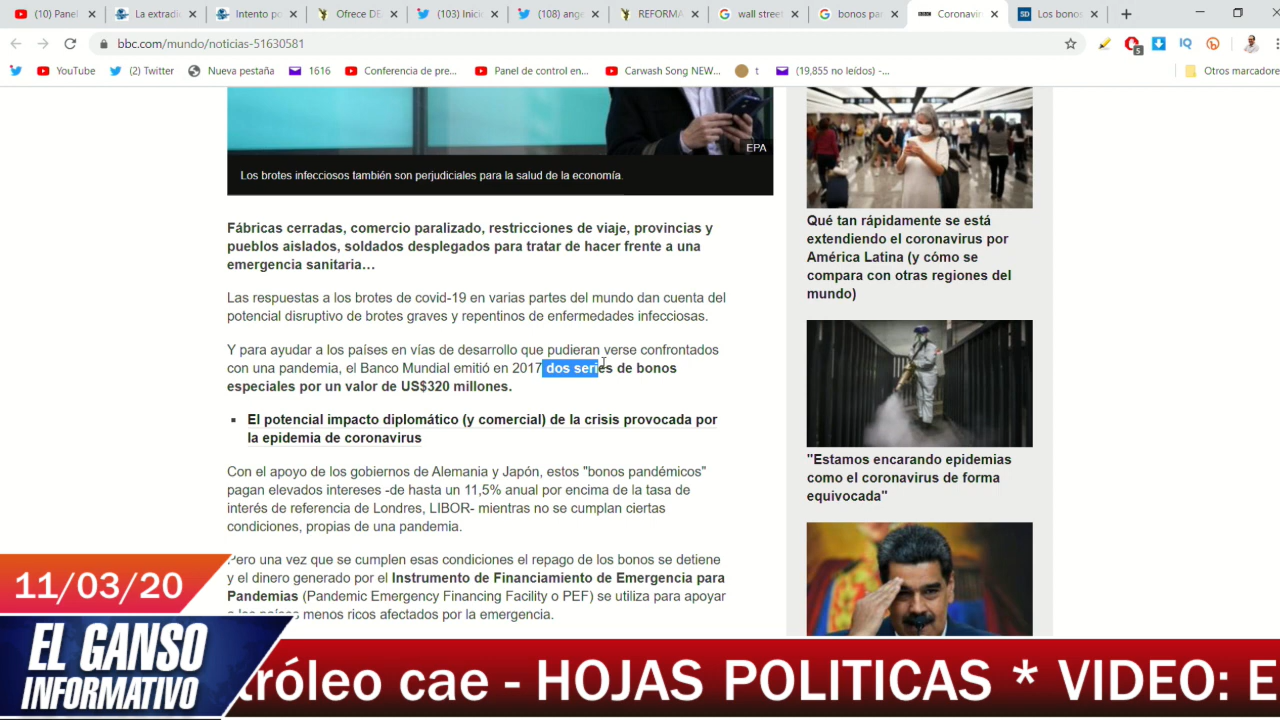 (10) Panel
La extradi
Intento po
Ofrece DE
(103) Inici
(108) ang
REFORMA
wall street
bonos pa
Coronavir
Los bonos
bbc.com/mundo/noticias-51630581
YouTube
(2) Twitter
Nueva pestaña
1616
Conferencia de pre...
Panel de control en...
Carwash Song NEW...
t
(19,855 no leídos) -...
Otros marcadore
EPA
Los brotes infecciosos también son perjudiciales para la salud de la economía.
Fábricas cerradas, comercio paralizado, restricciones de viaje, provincias y
pueblos aislados, soldados desplegados para tratar de hacer frente a una
emergencia sanitaria…
Las respuestas a los brotes de covid-19 en varias partes del mundo dan cuenta del
potencial disruptivo de brotes graves y repentinos de enfermedades infecciosas.
Y para ayudar a los países en vías de desarrollo que pudieran verse confrontados
con una pandemia, el Banco Mundial emitió en 2017 dos series de bonos
especiales por un valor de US$320 millones.
El potencial impacto diplomático (y comercial) de la crisis provocada por
la epidemia de coronavirus
Con el apoyo de los gobiernos de Alemania y Japón, estos "bonos pandémicos"
pagan elevados intereses -de hasta un 11,5% anual por encima de la tasa de
interés de referencia de Londres, LIBOR- mientras no se cumplan ciertas
condiciones, propias de una pandemia.
Pero una vez que se cumplen esas condiciones el repago de los bonos se detiene
y el dinero generado por el Instrumento de Financiamiento de Emergencia para
Pandemias (Pandemic Emergency Financing Facility o PEF) se utiliza para apoyar
a los países menos ricos afectados por la emergencia.
Qué tan rápidamente se está
extendiendo el coronavirus por
América Latina (y cómo se
compara con otras regiones del
mundo)
"Estamos encarando epidemias
como el coronavirus de forma
equivocada"
11/03/20
EL GANSO
INFORMATIVO
tróleo cae - HOJAS POLITICAS * VIDEO: E